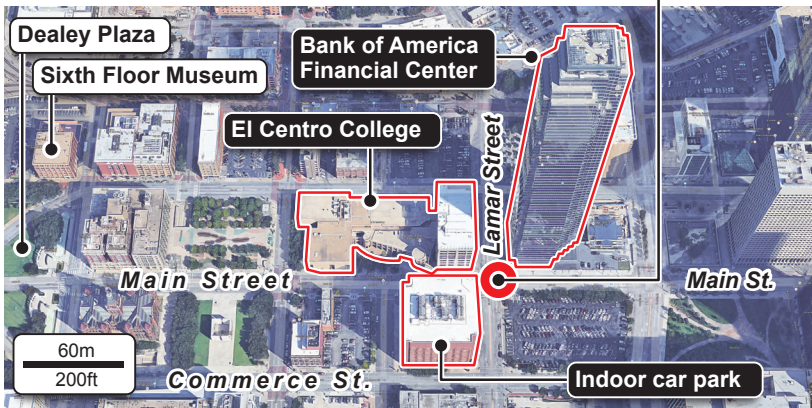 Dealey Plaza
Sixth Floor Museum
Bank of America
Financial Center
El Centro College
Lamar Street
Main Street
Main St.
60m
200ft
Commerce St.
Indoor car park